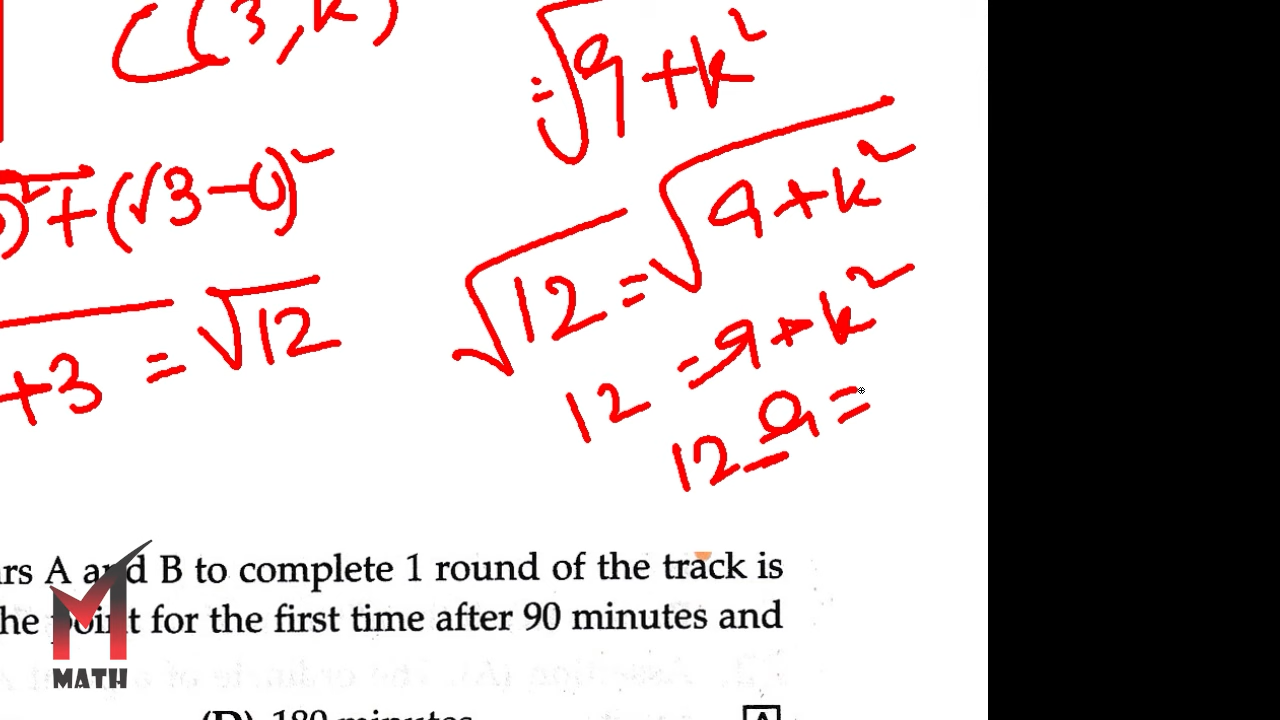 C(3,k)
=√9+k²
)²+(√3-0)²
+3 = √12
√12 = √9+k²
12 = 9+k²
12-9=
rs A and B to complete 1 round of the track is
he point for the first time after 90 minutes and
MATH
(D) 180 minutes
A